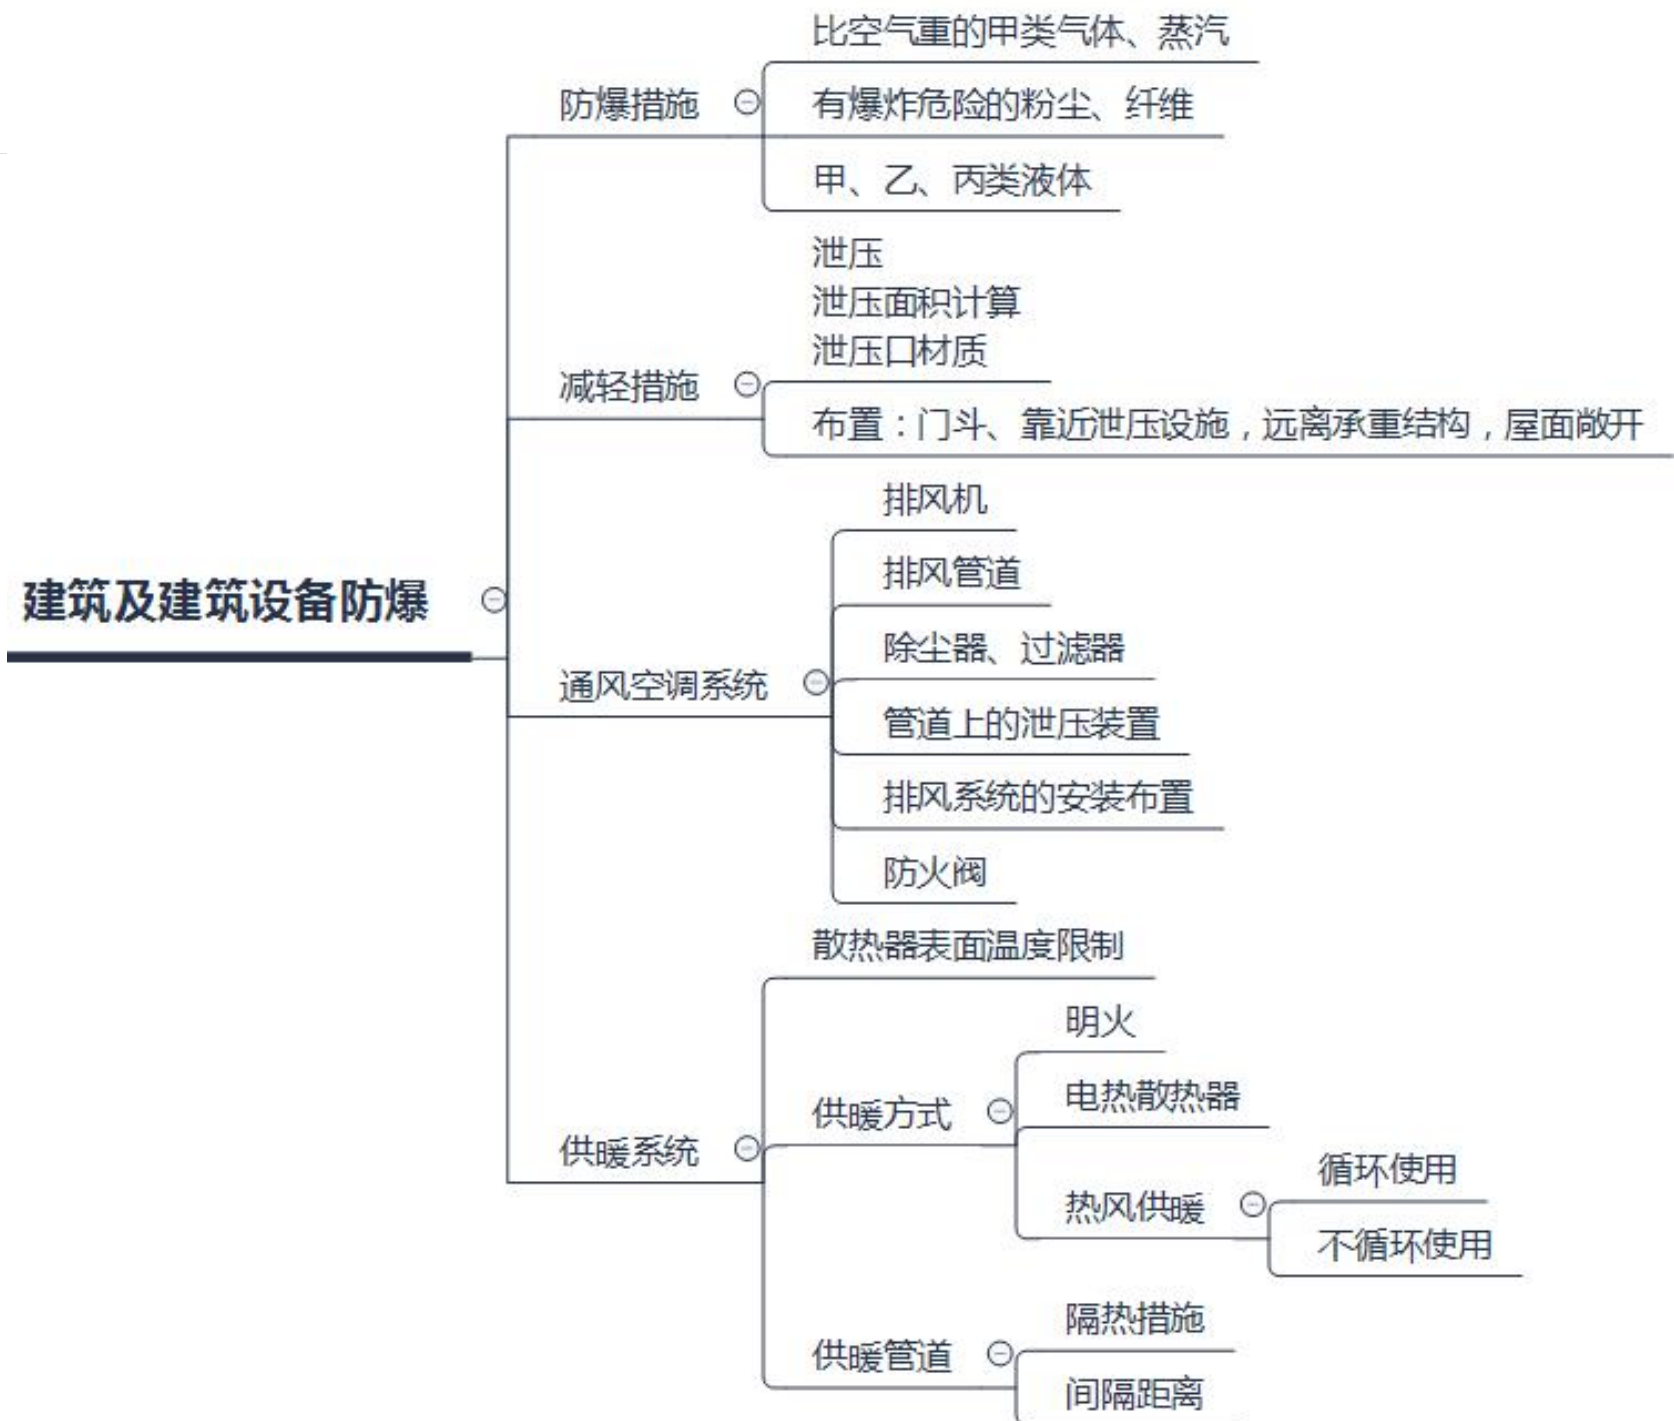 比空气重的甲类气体、蒸汽
防爆措施
有爆炸危险的粉尘、纤维
甲、乙、丙类液体
泄压
泄压面积计算
泄压口材质
减轻措施
布置：门斗、靠近泄压设施，远离承重结构，屋面敞开
排风机
排风管道
建筑及建筑设备防爆
除尘器、过滤器
通风空调系统
管道上的泄压装置
排风系统的安装布置
防火阀
散热器表面温度限制
明火
电热散热器
供暖方式
供暖系统
循环使用
热风供暖
不循环使用
隔热措施
供暖管道
间隔距离